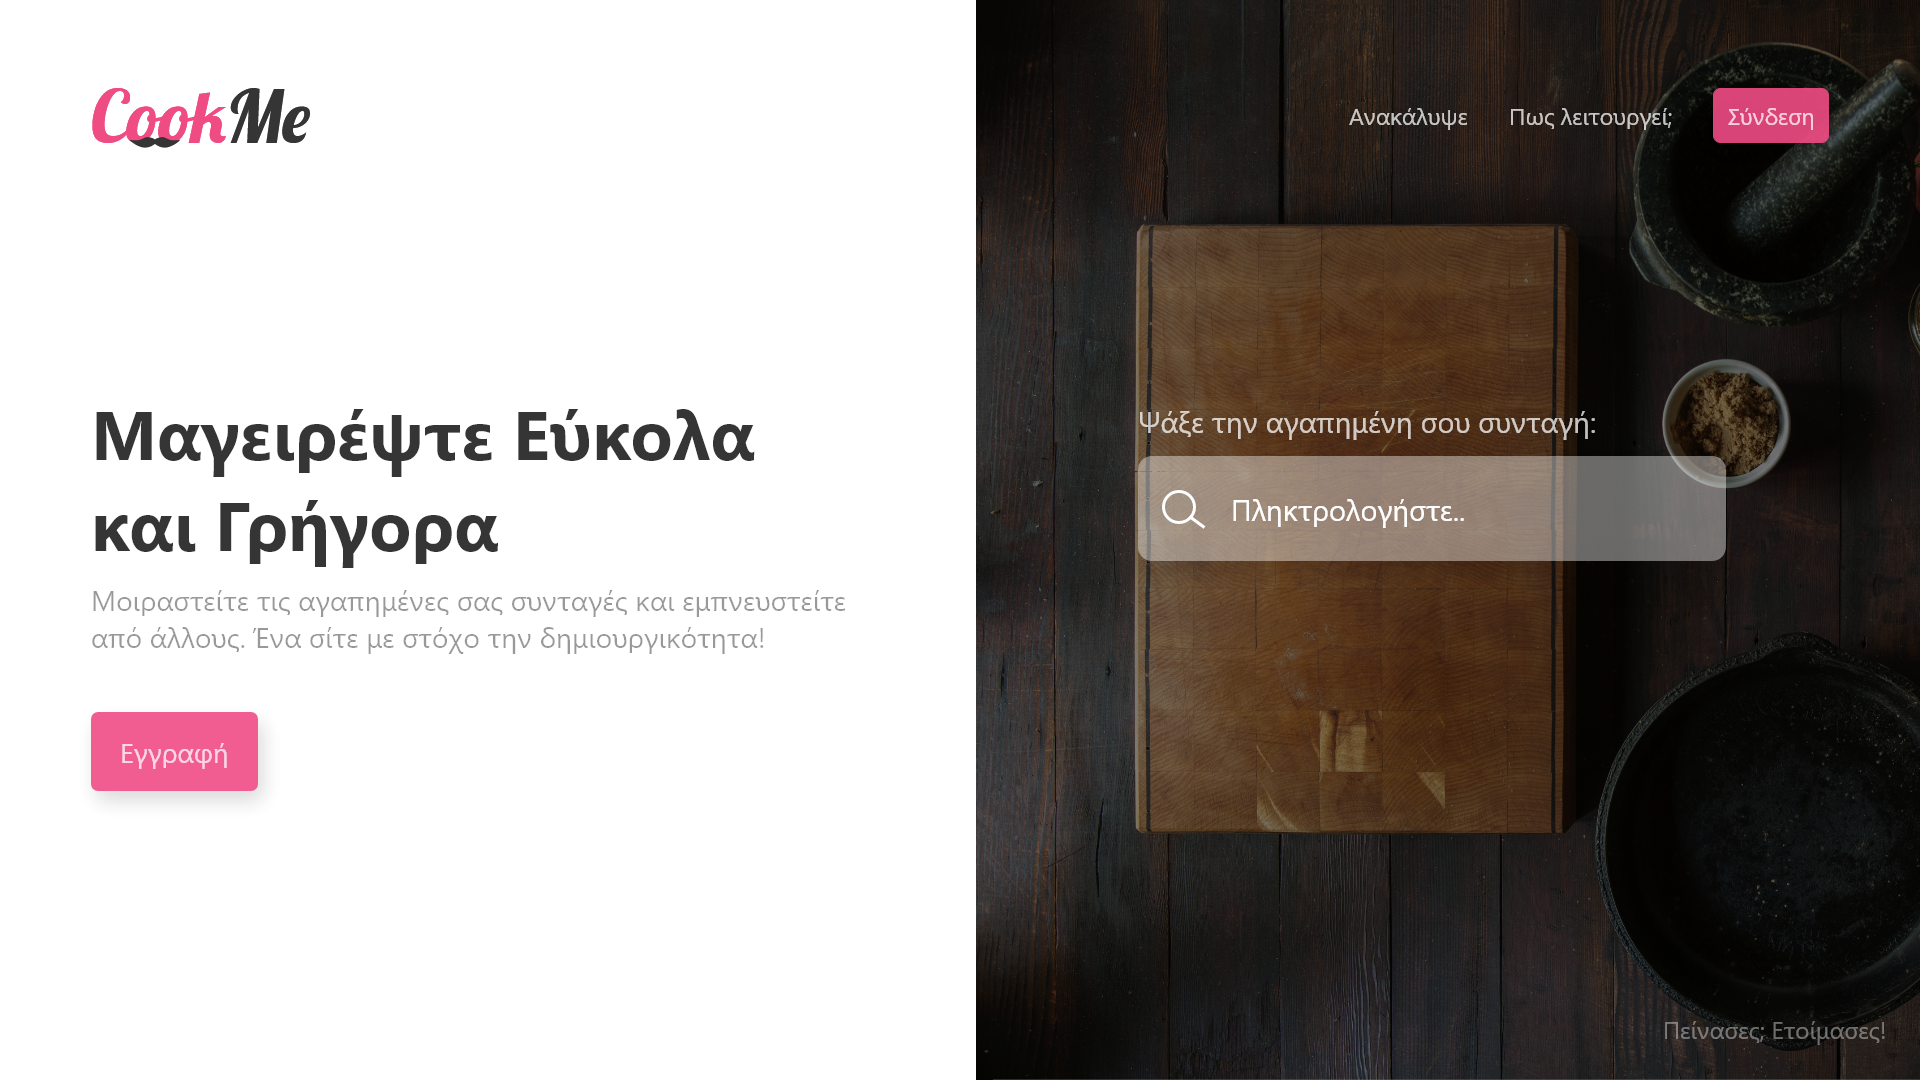 CookMe
Ανακάλυψε
Πως λειτουργεί;
Σύνδεση
Μαγειρέψτε Εύκολα
και Γρήγορα
Μοιραστείτε τις αγαπημένες σας συνταγές και εμπνευστείτε
από άλλους. Ένα σίτε με στόχο την δημιουργικότητα!
Εγγραφή
Ψάξε την αγαπημένη σου συνταγή:
Πληκτρολογήστε..
Πείνασες; Ετοίμασες!